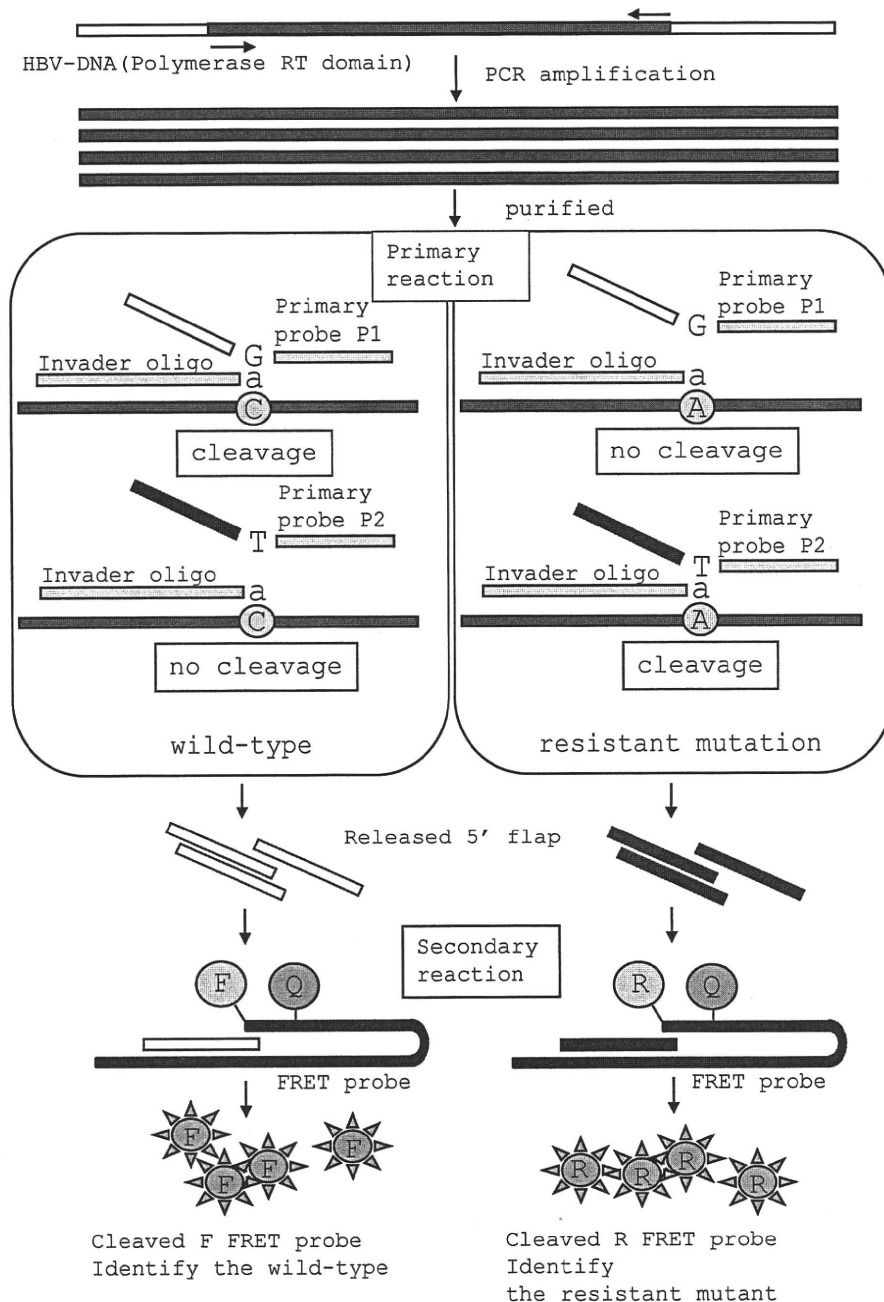 HBV-DNA(Polymerase RT domain)
PCR amplification
purified
Primary
reaction
Primary
probe P1
G
Invader oligo
a
C
cleavage
Primary
probe P2
T
Invader oligo
a
C
no cleavage
wild-type
Primary
probe P1
G
Invader oligo
a
A
no cleavage
Primary
probe P2
T
Invader oligo
a
A
cleavage
resistant mutation
Released 5' flap
Secondary
reaction
F
Q
FRET probe
R
Q
FRET probe
F
F
F
F
R
R
R
R
Cleaved F FRET probe
Identify the wild-type
Cleaved R FRET probe
Identify
the resistant mutant